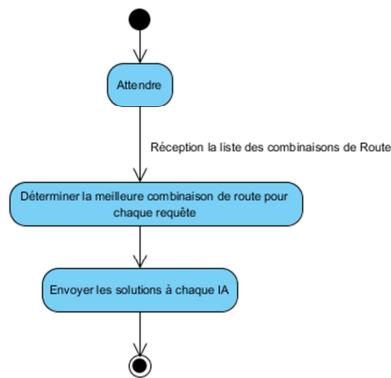 Attendre
Réception la liste des combinaisons de Route
Déterminer la meilleure combinaison de route pour
chaque requête
Envoyer les solutions à chaque IA